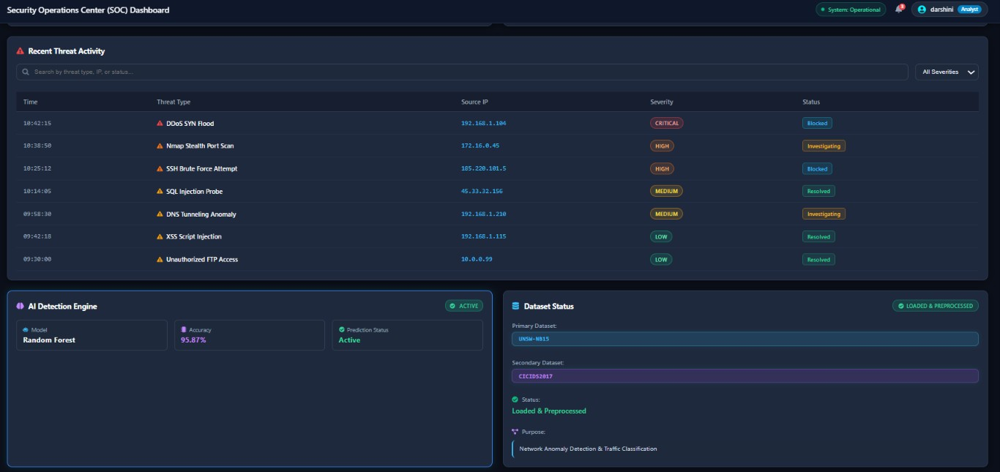 Security Operations Center (SOC) Dashboard
System: Operational
3
darshini Analyst
Recent Threat Activity
Search by threat type, IP, or status...
All Severities
Time Threat Type Source IP Severity Status
10:42:15 DDoS SYN Flood 192.168.1.104 CRITICAL Blocked
10:38:50 Nmap Stealth Port Scan 172.16.0.45 HIGH Investigating
10:25:12 SSH Brute Force Attempt 185.220.101.5 HIGH Blocked
10:14:05 SQL Injection Probe 45.33.32.156 MEDIUM Resolved
09:58:30 DNS Tunneling Anomaly 192.168.1.210 MEDIUM Investigating
09:42:18 XSS Script Injection 192.168.1.115 LOW Resolved
09:30:00 Unauthorized FTP Access 10.0.0.99 LOW Resolved
AI Detection Engine
ACTIVE
Model
Random Forest
Accuracy
95.87%
Prediction Status
Active
Dataset Status
LOADED & PREPROCESSED
Primary Dataset:
UNSW-NB15
Secondary Dataset:
CICIDS2017
Status:
Loaded & Preprocessed
Purpose:
Network Anomaly Detection & Traffic Classification